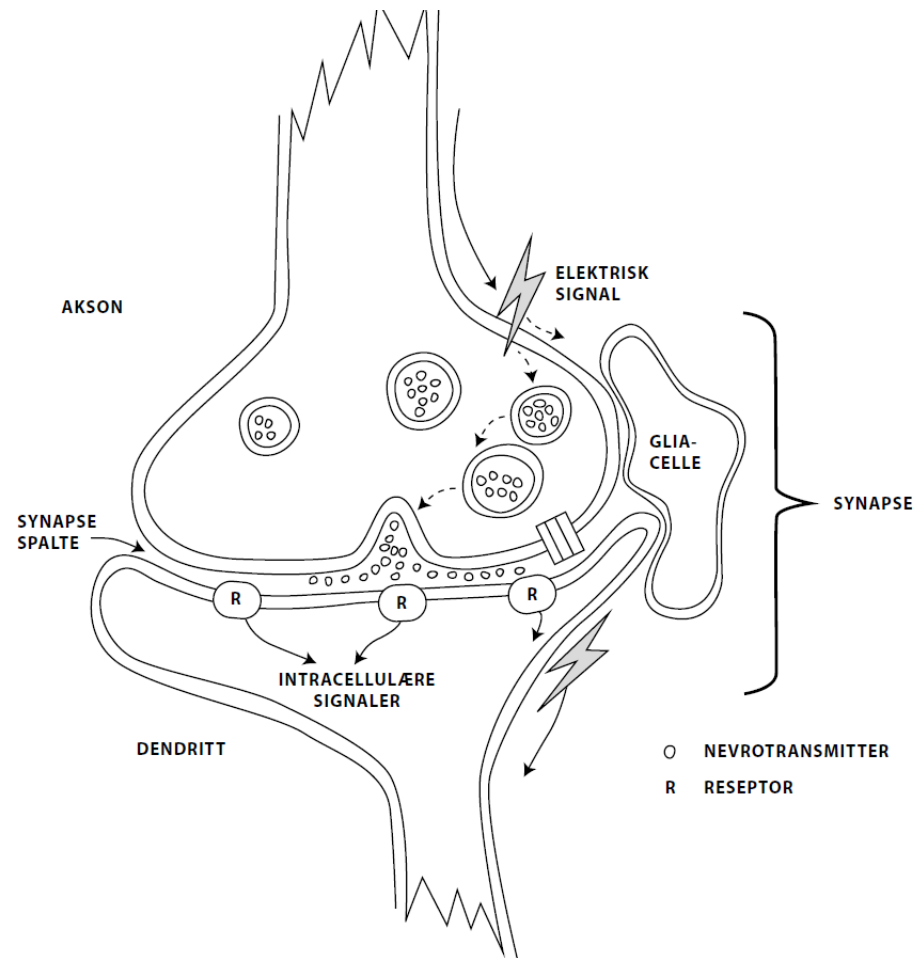 ELEKTRISK
SIGNAL
AKSON
GLIA-
CELLE
SYNAPSE
SYNAPSE
SPALTE
R
R
R
INTRACELLULÆRE
SIGNALER
DENDRITT
NEVROTRANSMITTER
R RESEPTOR